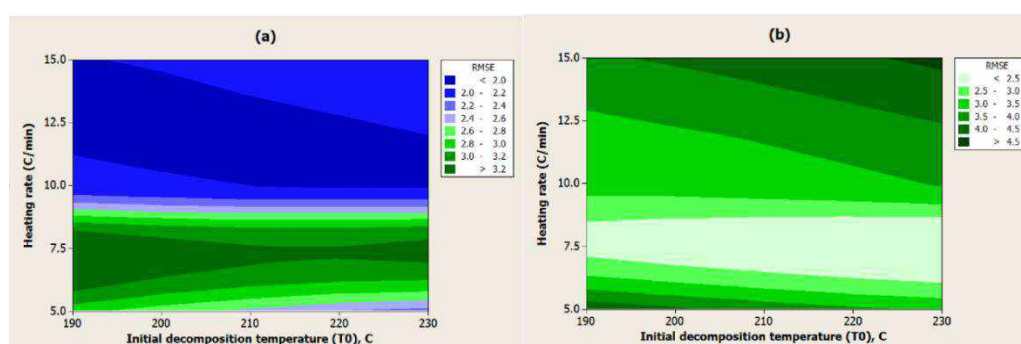 (a)
Heating rate (C/min)
15.0
12.5
10.0
7.5
5.0
190 200 210 220 230
Initial decomposition temperature (T0), C
RMSE
< 2.0
2.0 - 2.2
2.2 - 2.4
2.4 - 2.6
2.6 - 2.8
2.8 - 3.0
3.0 - 3.2
> 3.2
(b)
Heating rate (C/min)
15.0
12.5
10.0
7.5
5.0
190 200 210 220 230
Initial decomposition temperature (T0), C
RMSE
< 2.5
2.5 - 3.0
3.0 - 3.5
3.5 - 4.0
4.0 - 4.5
> 4.5